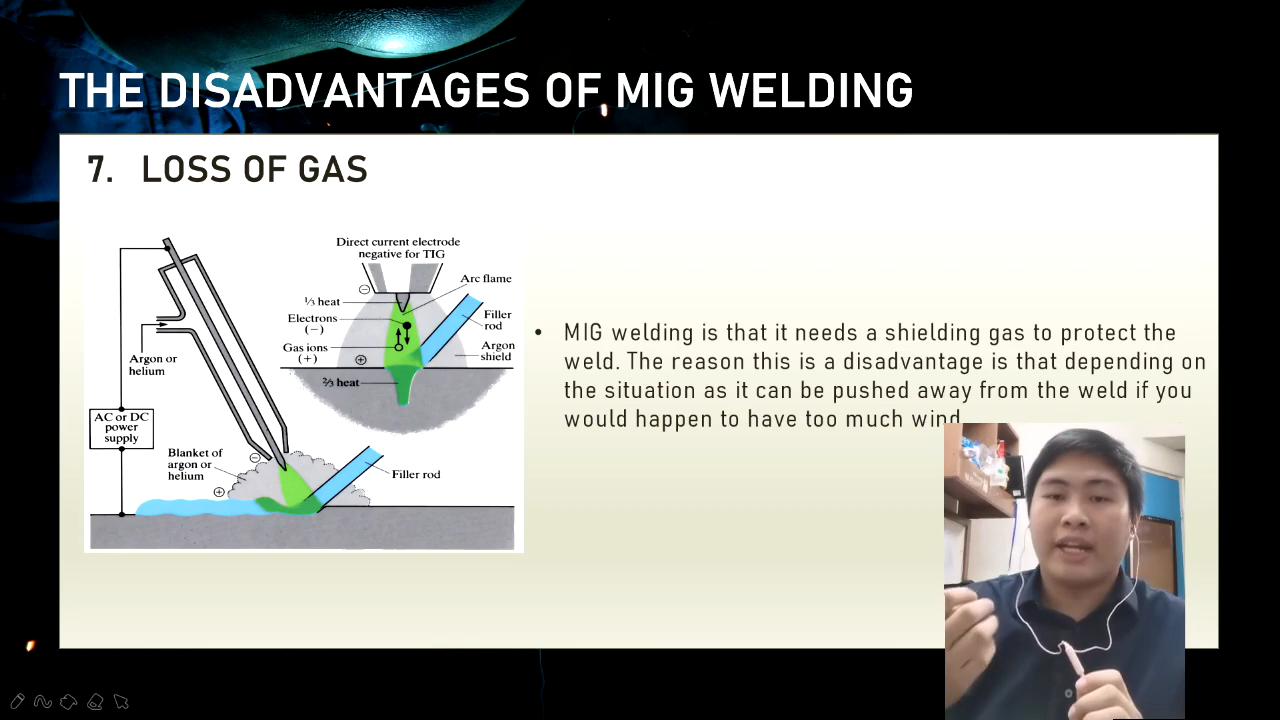 THE DISADVANTAGES OF MIG WELDING
7. LOSS OF GAS
Direct current electrode
negative for TIG
Arc flame
⅓ heat
Electrons
(−)
Filler
rod
Gas ions
(+)
Argon
shield
⅔ heat
Argon or
helium
AC or DC
power
supply
Blanket of
argon or
helium
Filler rod
• MIG welding is that it needs a shielding gas to protect the
weld. The reason this is a disadvantage is that depending on
the situation as it can be pushed away from the weld if you
would happen to have too much wind